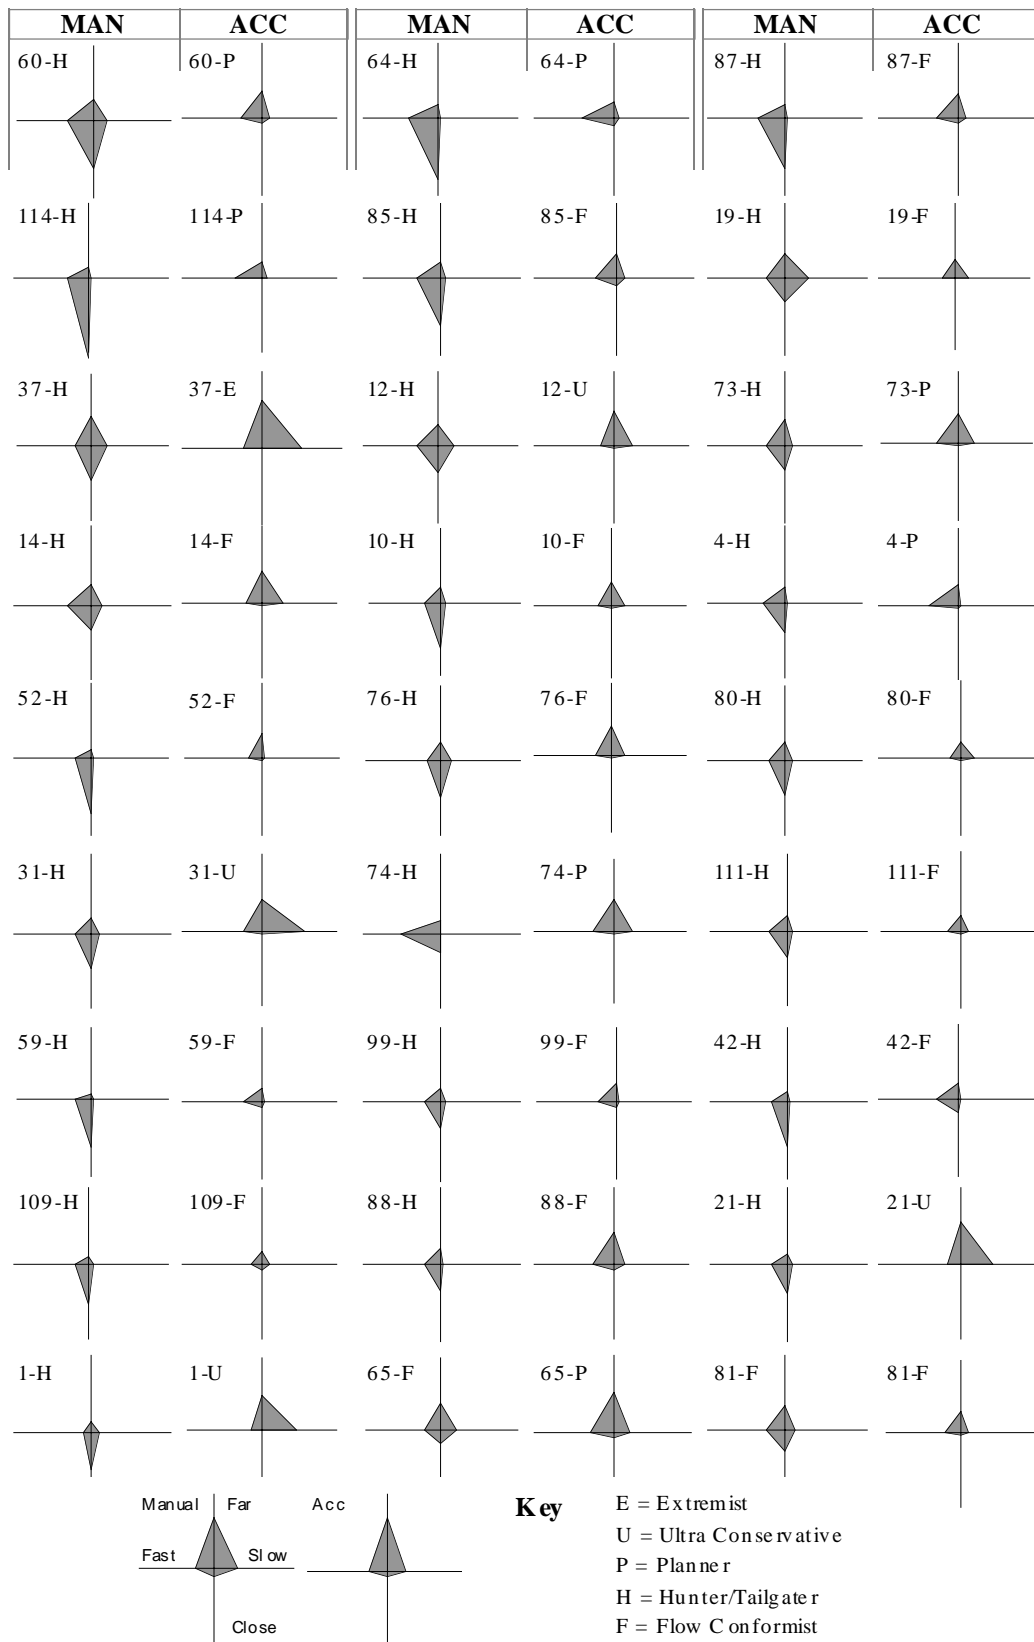 MAN ACC MAN ACC MAN ACC
60-H 60-P 64-H 64-P 87-H 87-F
114-H 114-P 85-H 85-F 19-H 19-F
37-H 37-E 12-H 12-U 73-H 73-P
14-H 14-F 10-H 10-F 4-H 4-P
52-H 52-F 76-H 76-F 80-H 80-F
31-H 31-U 74-H 74-P 111-H 111-F
59-H 59-F 99-H 99-F 42-H 42-F
109-H 109-F 88-H 88-F 21-H 21-U
1-H 1-U 65-F 65-P 81-F 81-F
Manual Far Acc Key E = Extremist
U = Ultra Conservative
Fast Slow P = Planner
H = Hunter/Tailgater
Close F = Flow Conformist